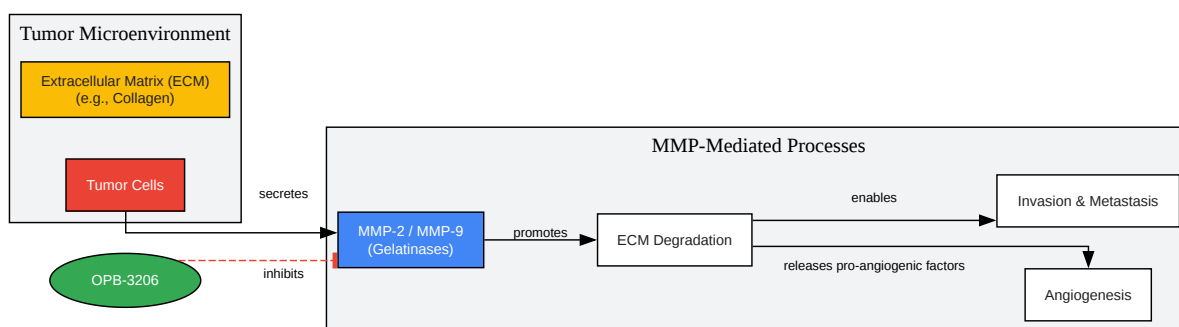 Tumor Microenvironment
Extracellular Matrix (ECM)
(e.g., Collagen)
Tumor Cells
secretes
OPB-3206
inhibits
MMP-Mediated Processes
MMP-2 / MMP-9
(Gelatinases)
promotes
ECM Degradation
enables
Invasion & Metastasis
releases pro-angiogenic factors
Angiogenesis